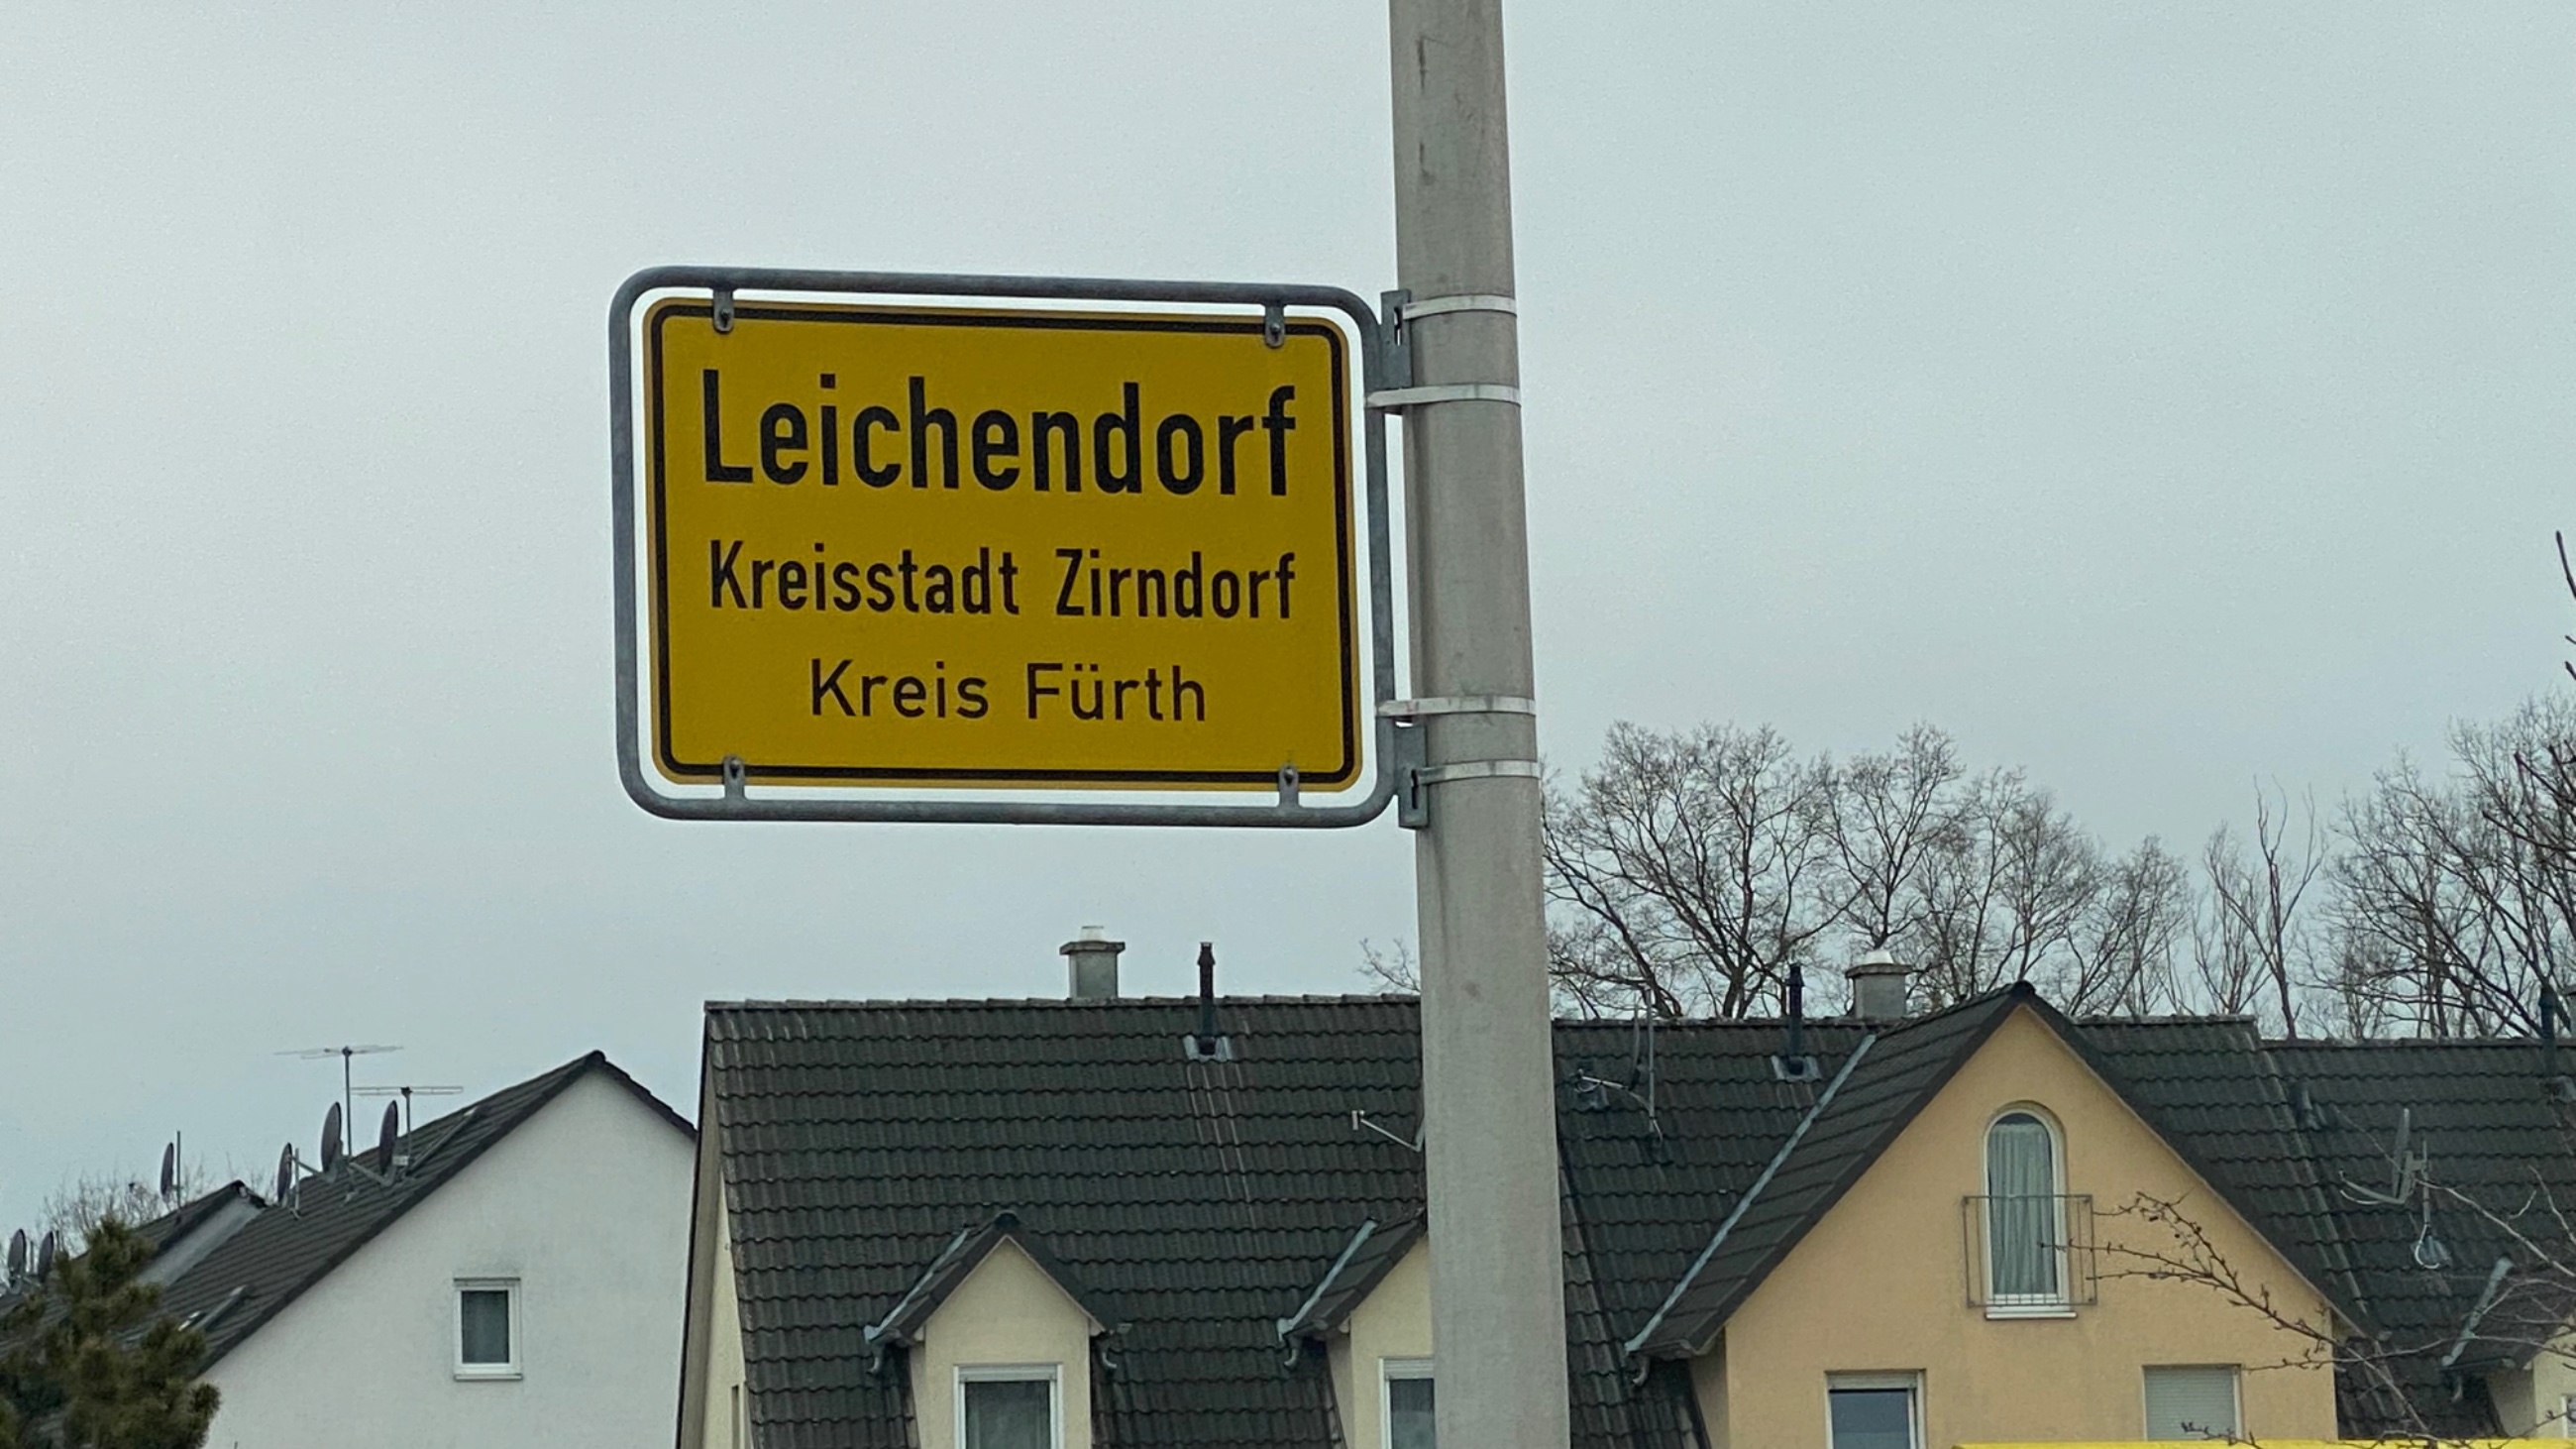 Leichendorf
Kreisstadt Zirndorf
Kreis Fürth